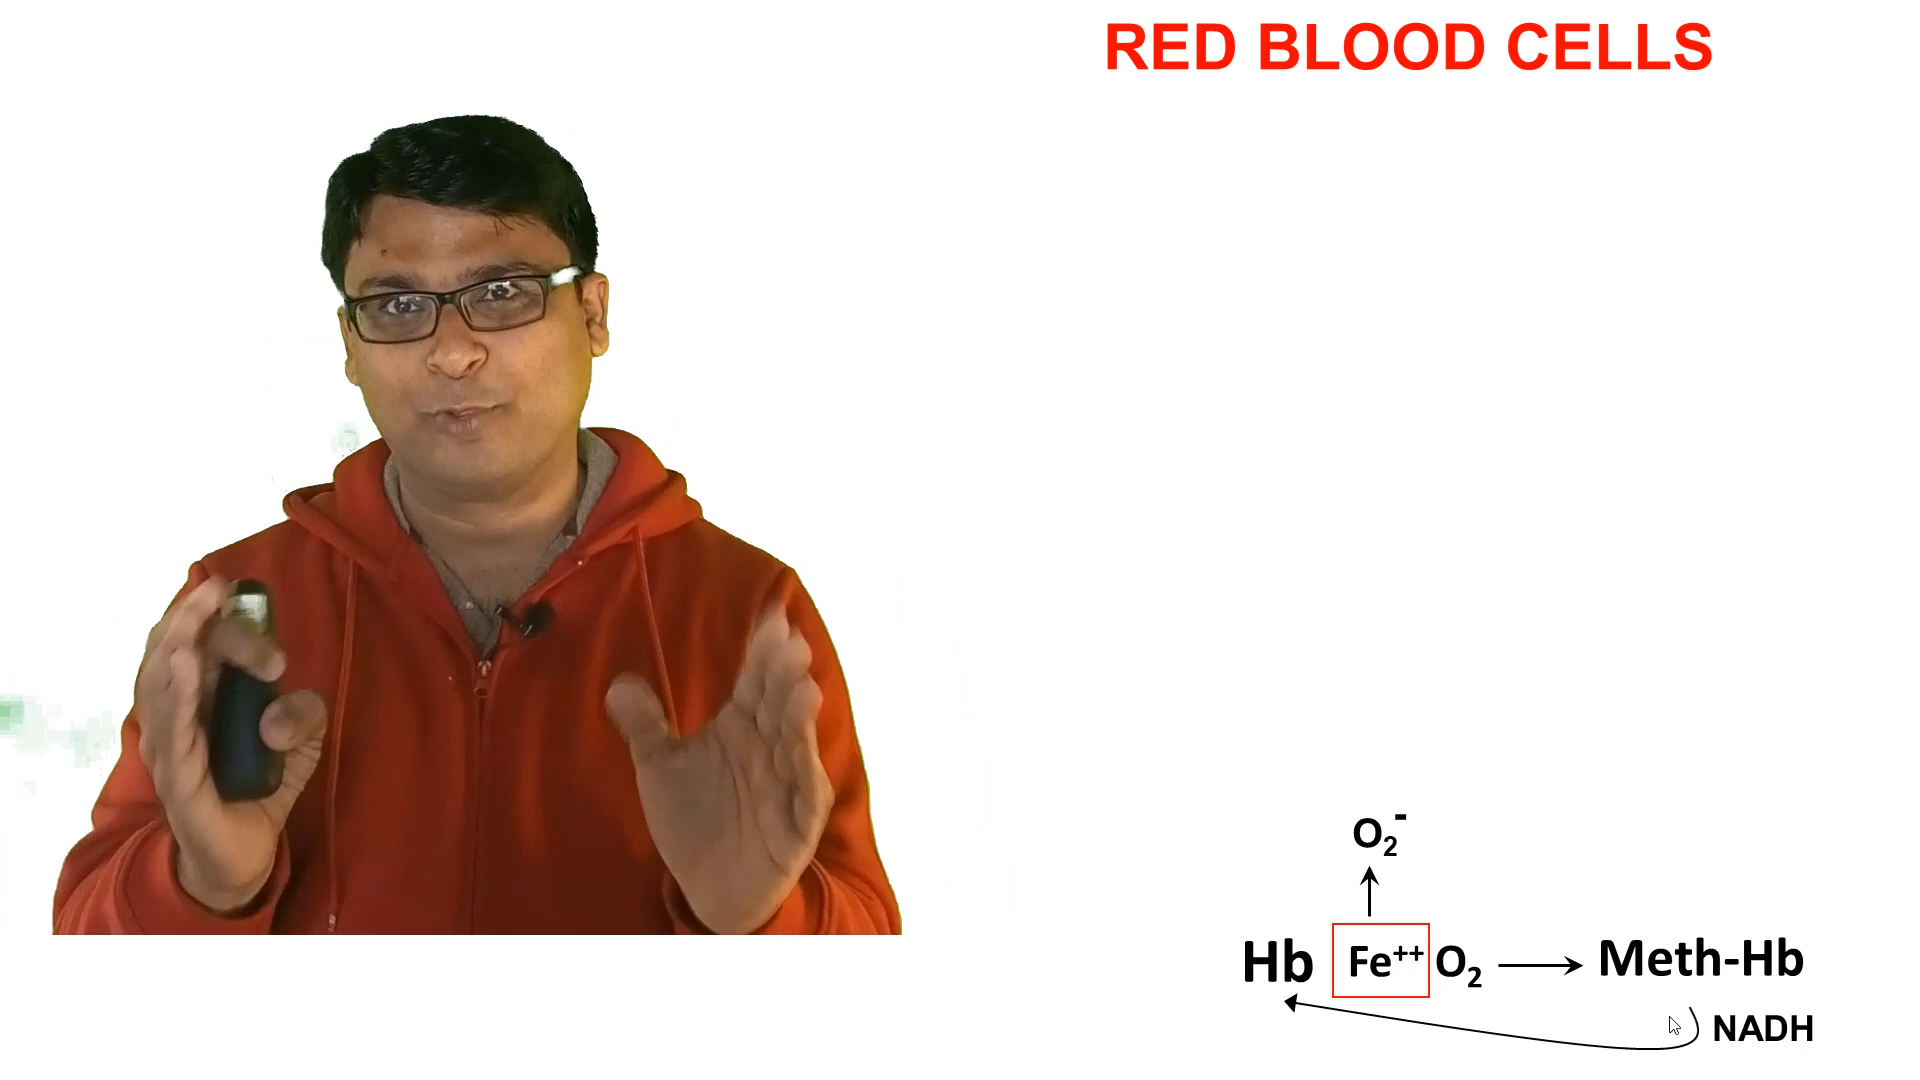 RED BLOOD CELLS
O₂⁻
Hb Fe⁺⁺ O₂ → Meth-Hb
NADH